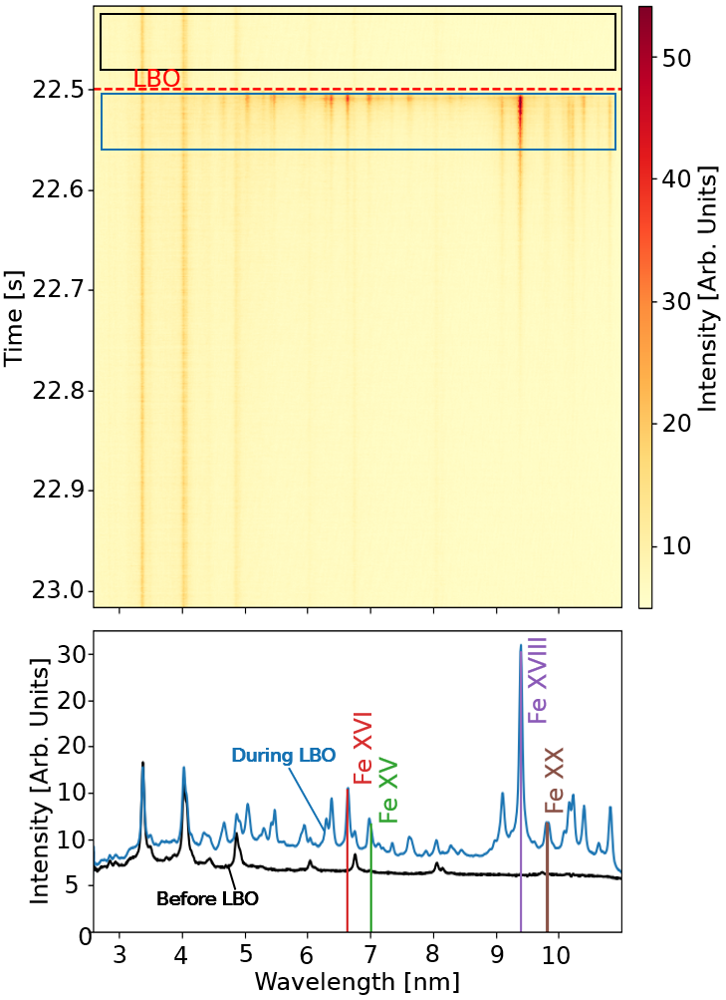 LBO
22.5
22.6
22.7
22.8
22.9
23.0
Time [s]
50
40
30
20
10
Intensity [Arb. Units]
30
20
20
10
10
5
0
Intensity [Arb. Units]
During LBO
Before LBO
Fe XVI
Fe XV
Fe XVIII
Fe XX
3
4
5
6
7
8
9
10
Wavelength [nm]